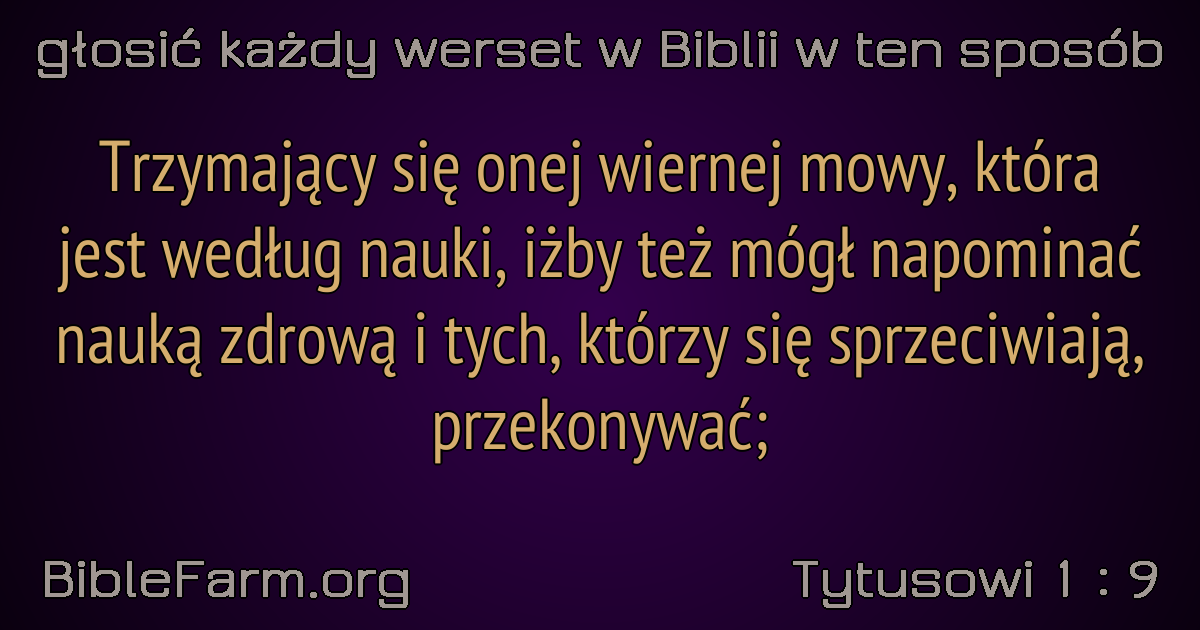 głosić każdy werset w Biblii w ten sposób
Trzymający się onej wiernej mowy, która
jest według nauki, iżby też mógł napominać
nauką zdrową i tych, którzy się sprzeciwiają,
przekonywać;
BibleFarm.org
Tytusowi 1 : 9